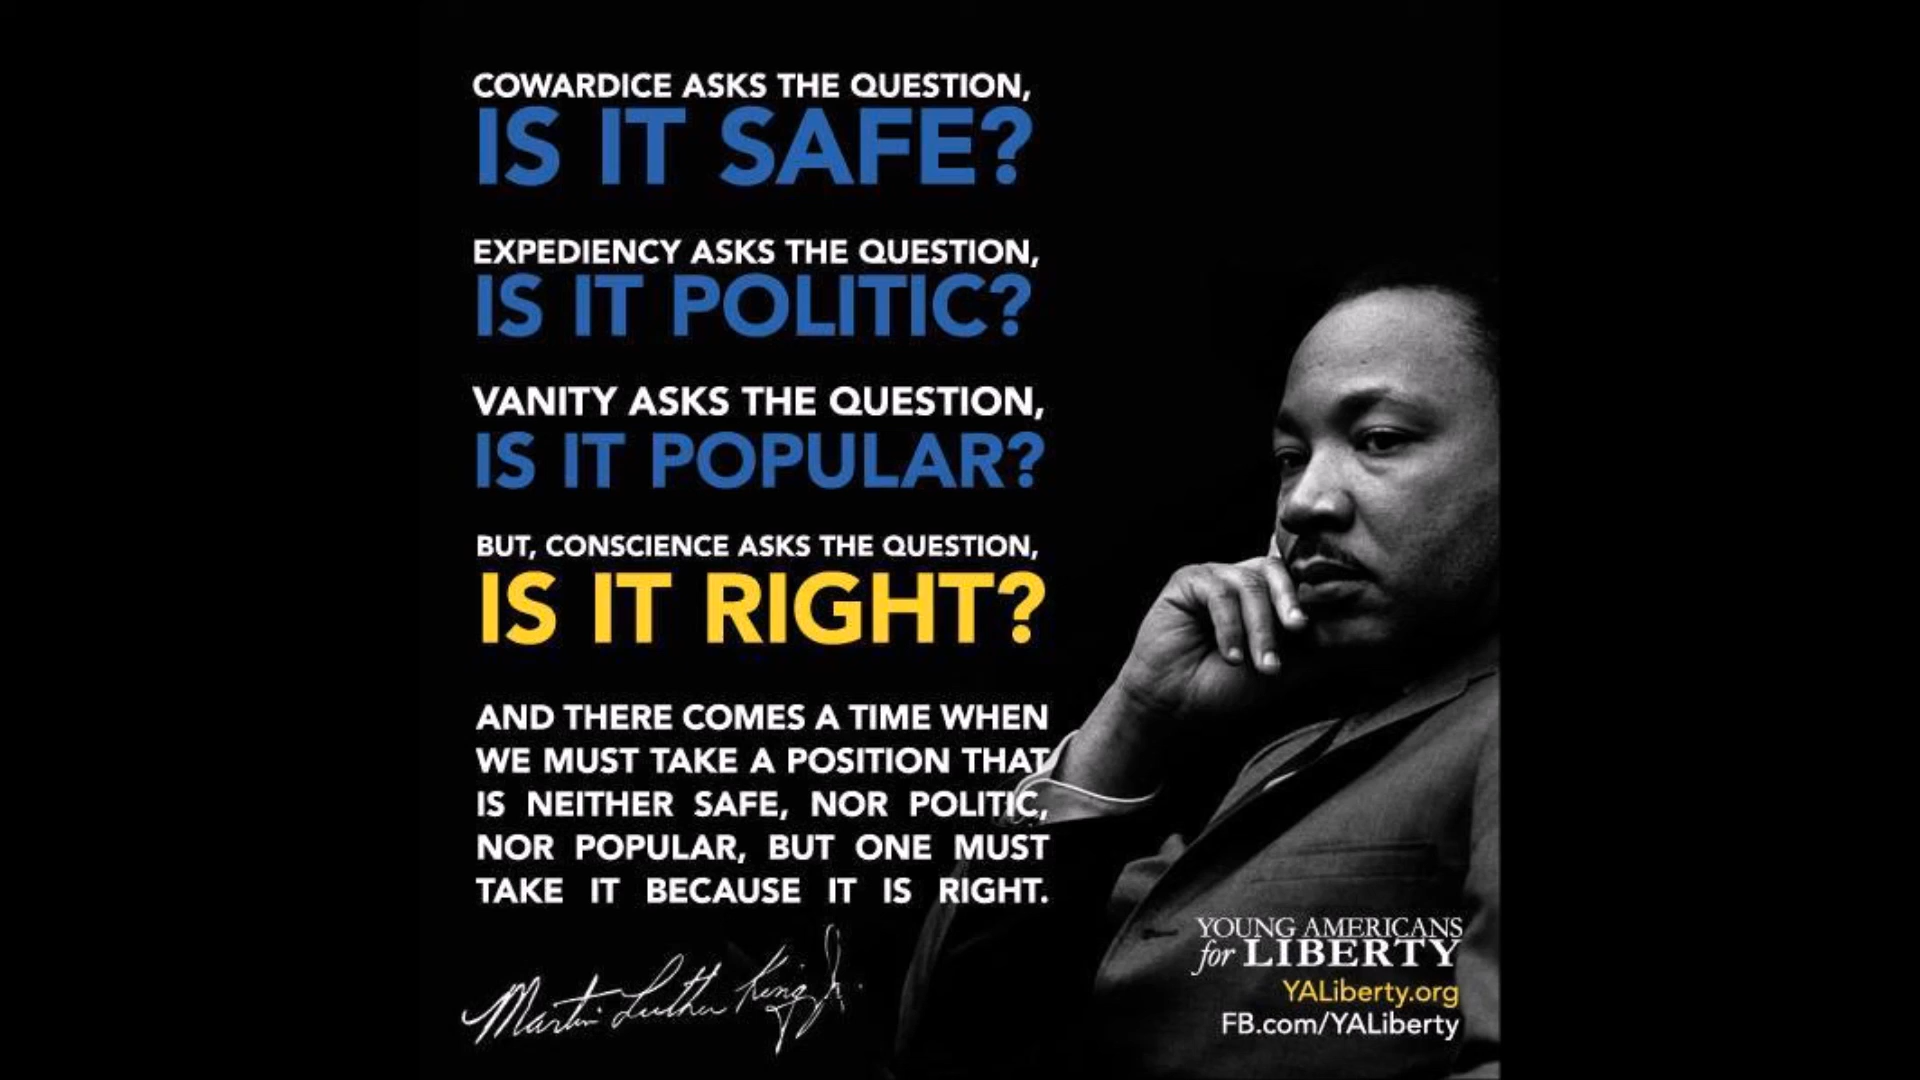 COWARDICE ASKS THE QUESTION,
IS IT SAFE?
EXPEDIENCY ASKS THE QUESTION,
IS IT POLITIC?
VANITY ASKS THE QUESTION,
IS IT POPULAR?
BUT, CONSCIENCE ASKS THE QUESTION,
IS IT RIGHT?
AND THERE COMES A TIME WHEN
WE MUST TAKE A POSITION THAT
IS NEITHER SAFE, NOR POLITIC,
NOR POPULAR, BUT ONE MUST
TAKE IT BECAUSE IT IS RIGHT.
Martin Luther King Jr.
YOUNG AMERICANS
for LIBERTY
YALiberty.org
FB.com/YALiberty